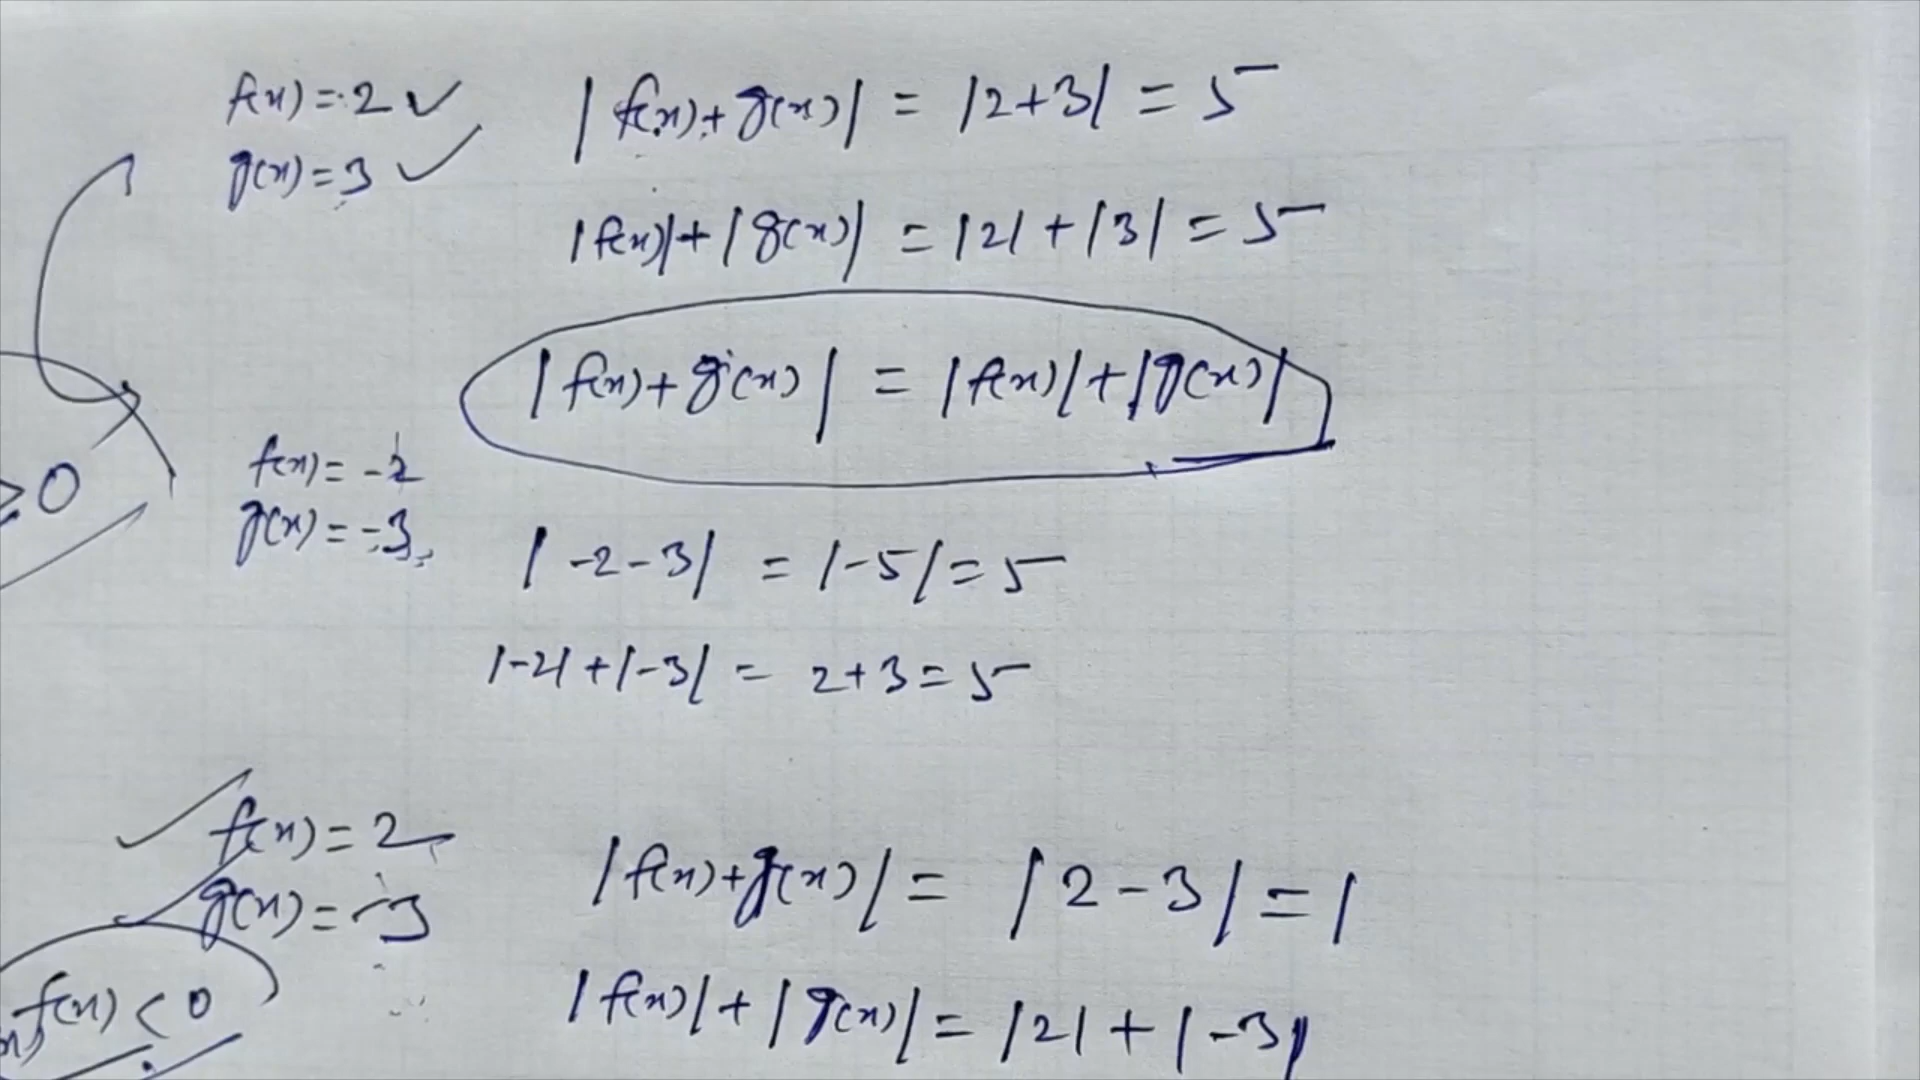 f(x) = 2 ✓
|f(x)+g(x)| = |2+3| = 5
g(x) = 3 ✓
|f(x)|+|g(x)| = |2|+|3| = 5
|f(x)+g(x)| = |f(x)|+|g(x)|
f(x) = -2
≥0
g(x) = -3
|-2-3| = |-5| = 5
|-2|+|-3| = 2+3 = 5
✓ f(x) = 2
|f(x)+g(x)| = |2-3| = 1
g(x) = -3
f(x) < 0
|f(x)|+|g(x)| = |2|+|-3|